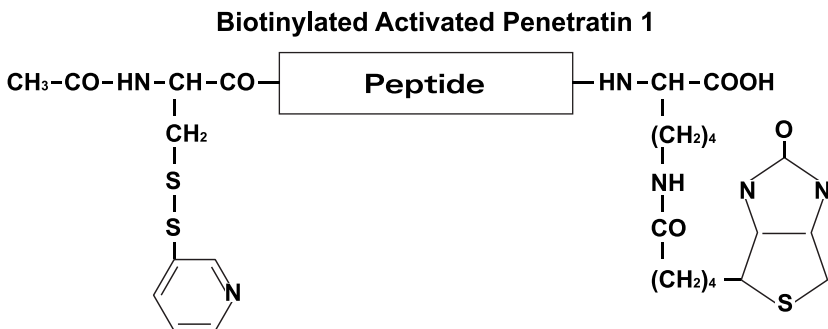 Biotinylated Activated Penetratin 1
CH₃–CO–HN–CH–CO– Peptide –HN–CH–COOH
CH₂ (CH₂)₄ O
S NH N N
S CO
N (CH₂)₄ S